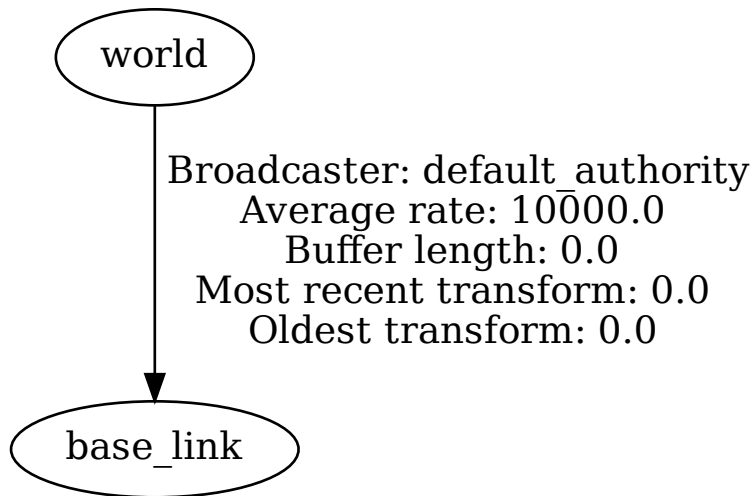 world
Broadcaster: default_authority
Average rate: 10000.0
Buffer length: 0.0
Most recent transform: 0.0
Oldest transform: 0.0
base_link